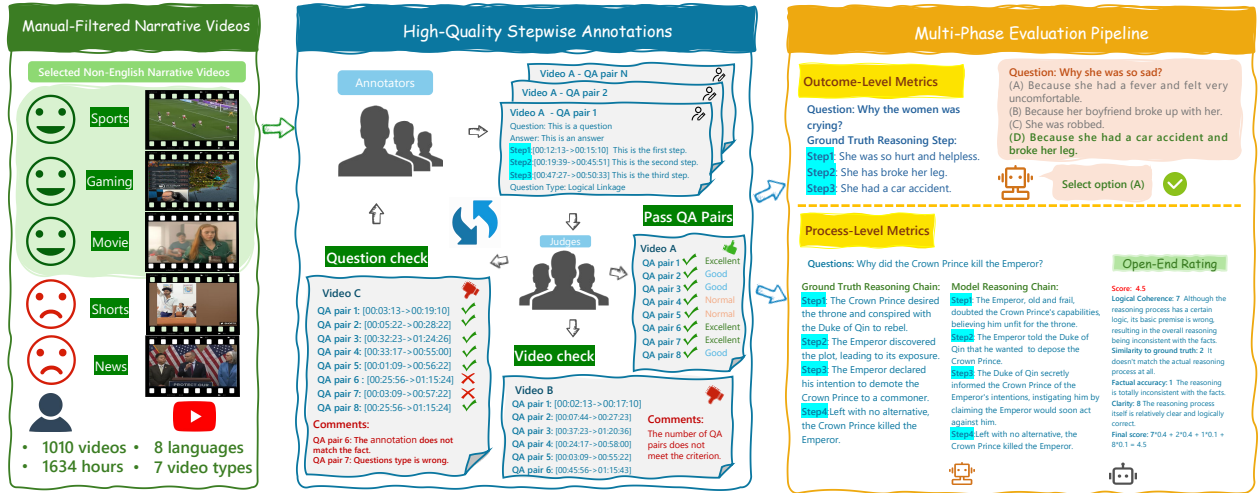 Manual-Filtered Narrative Videos
Selected Non-English Narrative Videos
Sports
Gaming
Movie
Shorts
News
PROTECT OUR
• 1010 videos
• 1634 hours
• 8 languages
• 7 video types
High-Quality Stepwise Annotations
Annotators
Video A - QA pair N
Video A - QA pair 2
Video A - QA pair 1
Question: This is a question
Answer: This is an answer
Step1:[00:12:13->00:15:10] This is the first step.
Step2:[00:19:39->00:45:51] This is the second step.
Step3:[00:47:27->00:50:33] This is the third step.
Question Type: Logical Linkage
Judges
Pass QA Pairs
Video A
QA pair 1 Excellent
QA pair 2 Good
QA pair 3 Good
QA pair 4 Normal
QA pair 5 Normal
QA pair 6 Excellent
QA pair 7 Excellent
QA pair 8 Good
Question check
Video C
QA pair 1: [00:03:13->00:19:10]
QA pair 2: [00:05:22->00:28:22]
QA pair 3: [00:32:23->01:24:26]
QA pair 4: [00:33:17->00:55:00]
QA pair 5: [00:01:09->00:56:22]
QA pair 6 : [00:25:56->01:15:24]
QA pair 7: [00:03:09->00:57:22]
QA pair 8: [00:25:56->01:15:24]
Comments:
QA pair 6: The annotation does not
match the fact.
QA pair 7: Questions type is wrong.
Video check
Video B
QA pair 1: [00:02:13->00:17:10]
QA pair 2: [00:07:44->00:27:23]
QA pair 3: [00:37:23->01:20:36]
QA pair 4: [00:24:17->00:58:00]
QA pair 5: [00:03:09->00:55:22]
QA pair 6: [00:45:56->01:15:43]
Comments:
The number of QA
pairs does not
meet the criterion.
Multi-Phase Evaluation Pipeline
Outcome-Level Metrics
Question: Why the women was
crying?
Ground Truth Reasoning Step:
Step1: She was so hurt and helpless.
Step2: She has broke her leg.
Step3: She had a car accident.
Question: Why she was so sad?
(A) Because she had a fever and felt very
uncomfortable.
(B) Because her boyfriend broke up with her.
(C) She was robbed.
(D) Because she had a car accident and
broke her leg.
Select option (A)
Process-Level Metrics
Questions: Why did the Crown Prince kill the Emperor?
Ground Truth Reasoning Chain:
Step1: The Crown Prince desired
the throne and conspired with
the Duke of Qin to rebel.
Step2: The Emperor discovered
the plot, leading to its exposure.
Step3: The Emperor declared
his intention to demote the
Crown Prince to a commoner.
Step4:Left with no alternative,
the Crown Prince killed the
Emperor.
Model Reasoning Chain:
Step1: The Emperor, old and frail,
doubted the Crown Prince's capabilities,
believing him unfit for the throne.
Step2: The Emperor told the Duke of
Qin that he wanted to depose the
Crown Prince.
Step3: The Duke of Qin secretly
informed the Crown Prince of the
Emperor's intentions, instigating him by
claiming the Emperor would soon act
against him.
Step4:Left with no alternative, the
Crown Prince killed the Emperor.
Open-End Rating
Score: 4.5
Logical Coherence: 7 Although the
reasoning process has a certain
logic, its basic premise is wrong,
resulting in the overall reasoning
being inconsistent with the facts.
Similarity to ground truth: 2 It
doesn't match the actual reasoning
process at all.
Factual accuracy: 1 The reasoning
is totally inconsistent with the facts.
Clarity: 8 The reasoning process
itself is relatively clear and logically
correct.
Final score: 7*0.4 + 2*0.4 + 1*0.1 +
8*0.1 = 4.5